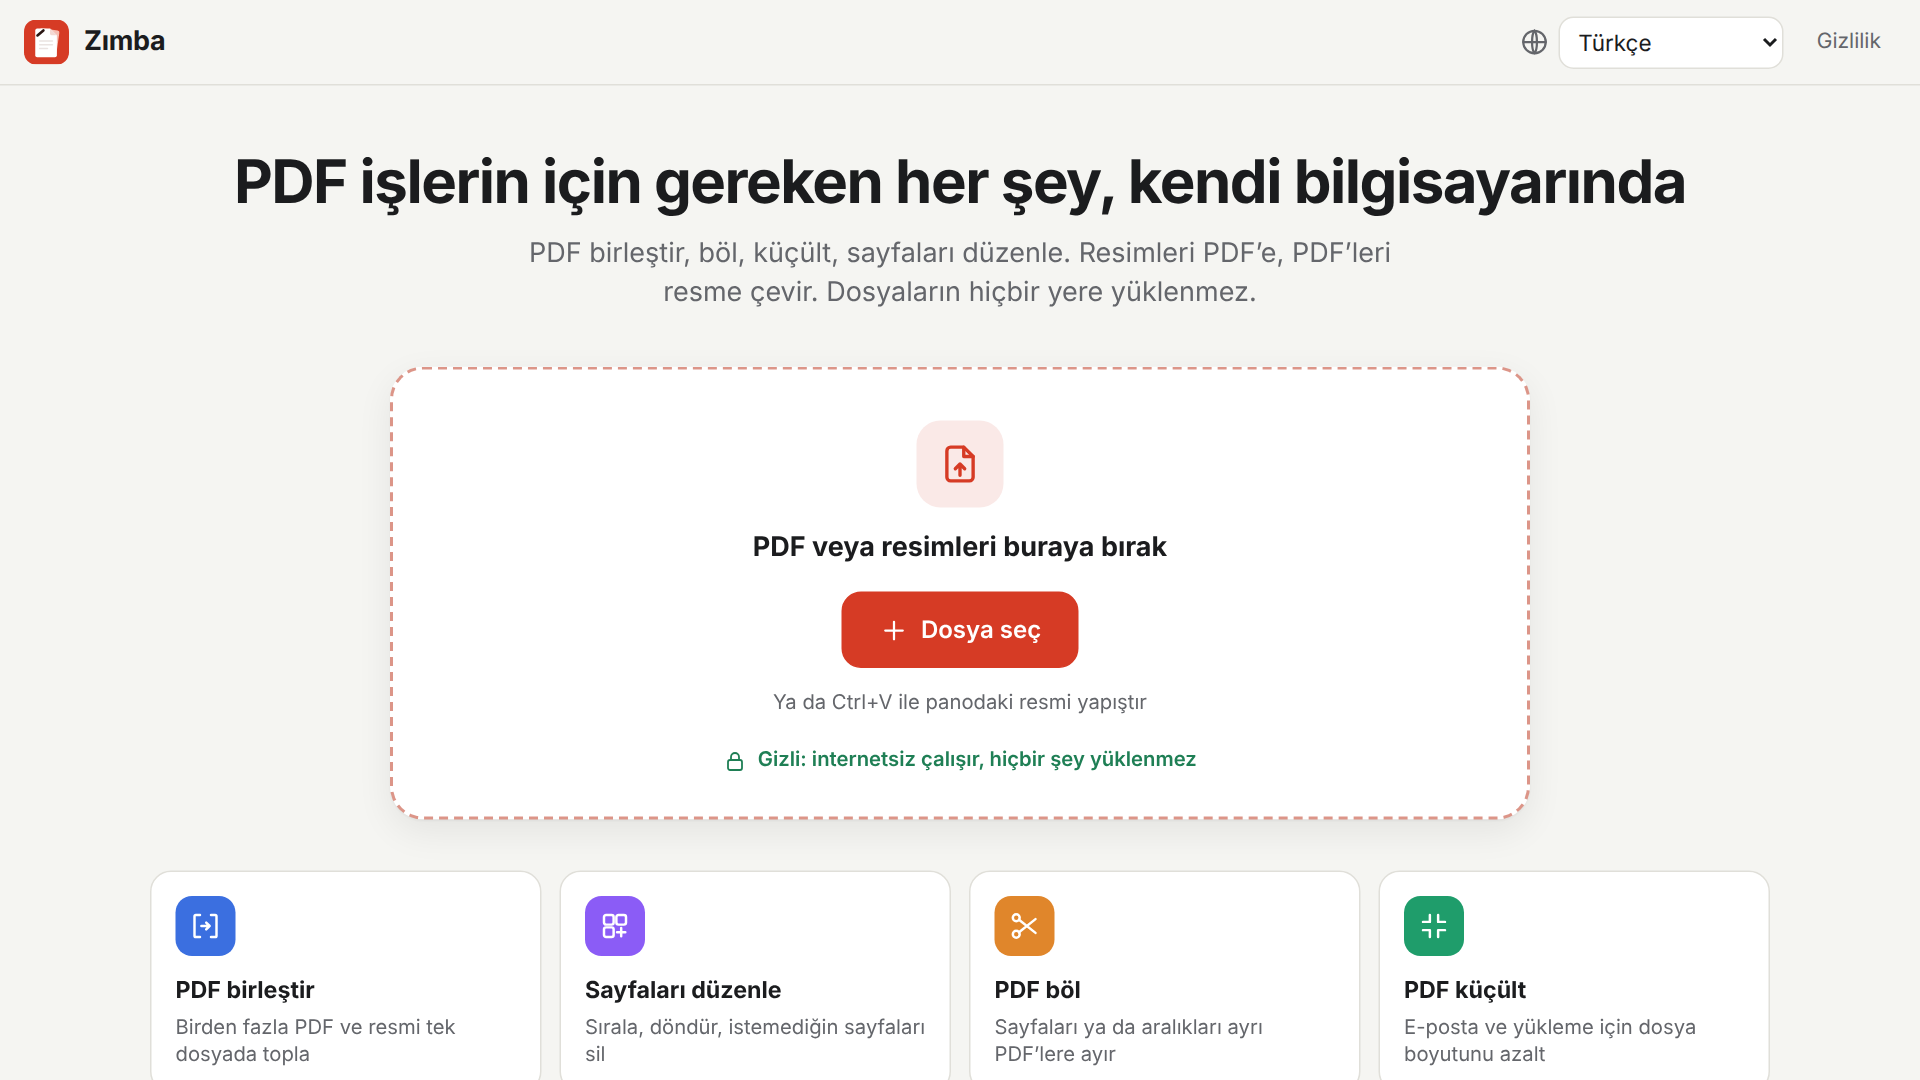 Zımba
Türkçe
Gizlilik
PDF işlerin için gereken her şey, kendi bilgisayarında
PDF birleştir, böl, küçült, sayfaları düzenle. Resimleri PDF’e, PDF’leri
resme çevir. Dosyaların hiçbir yere yüklenmez.
PDF veya resimleri buraya bırak
Dosya seç
Ya da Ctrl+V ile panodaki resmi yapıştır
Gizli: internetsiz çalışır, hiçbir şey yüklenmez
PDF birleştir
Birden fazla PDF ve resmi tek
dosyada topla
Sayfaları düzenle
Sırala, döndür, istemediğin sayfaları
sil
PDF böl
Sayfaları ya da aralıkları ayrı
PDF’lere ayır
PDF küçült
E-posta ve yükleme için dosya
boyutunu azalt